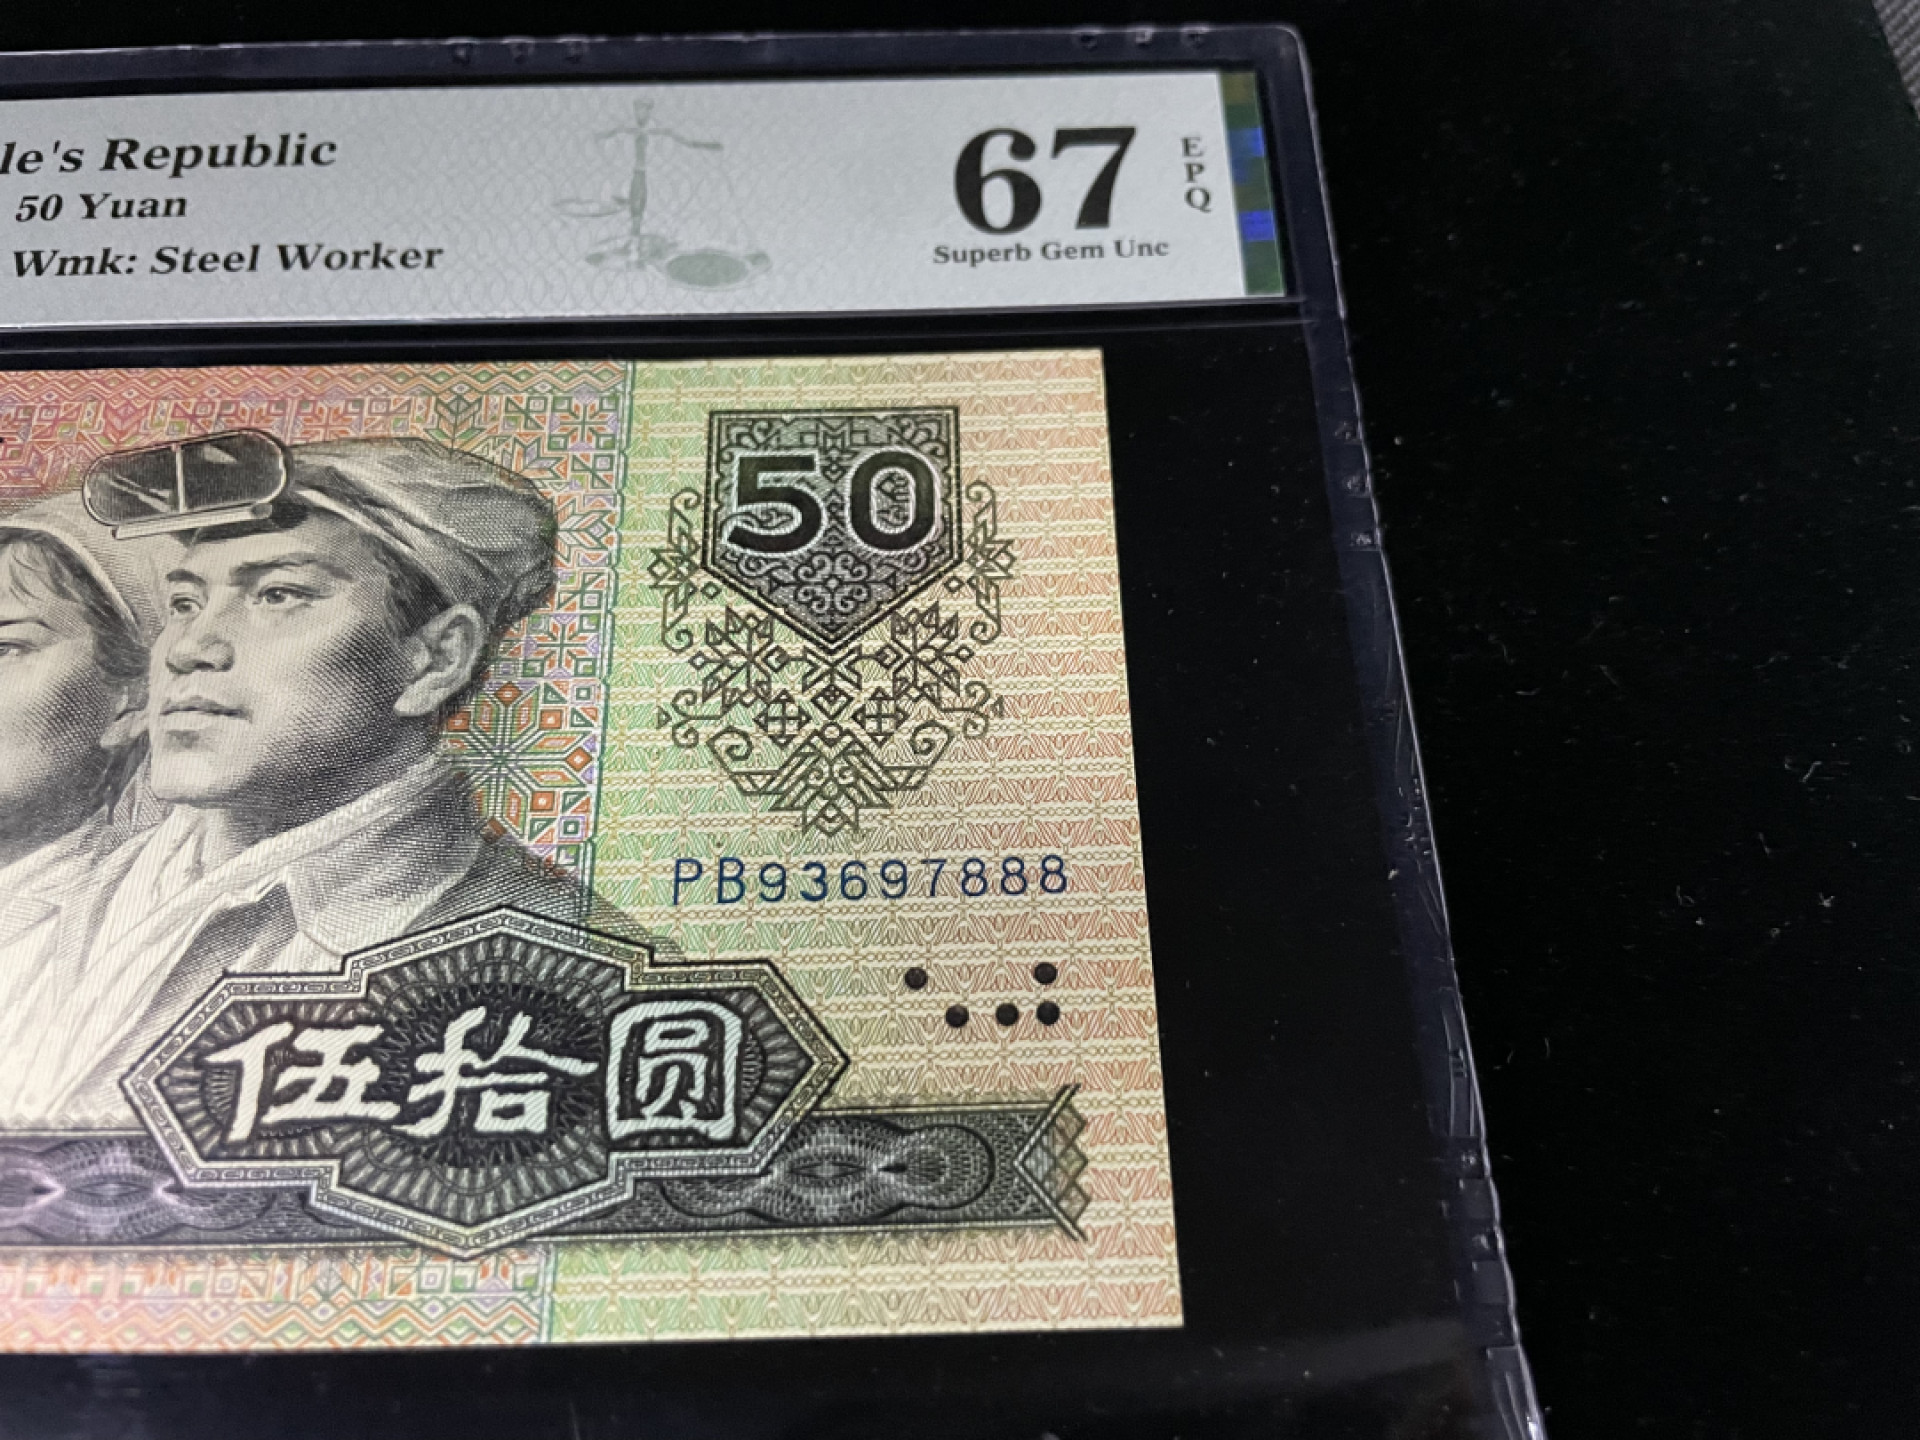 le's Republic
50 Yuan
Wmk: Steel Worker
67
EPQ
Superb Gem Unc
50
PB93697888
伍拾圆